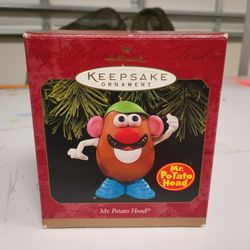 Hallmark
KEEPSAKE
ORNAMENT
Mr.
Potato
Head
Mr. Potato Head®